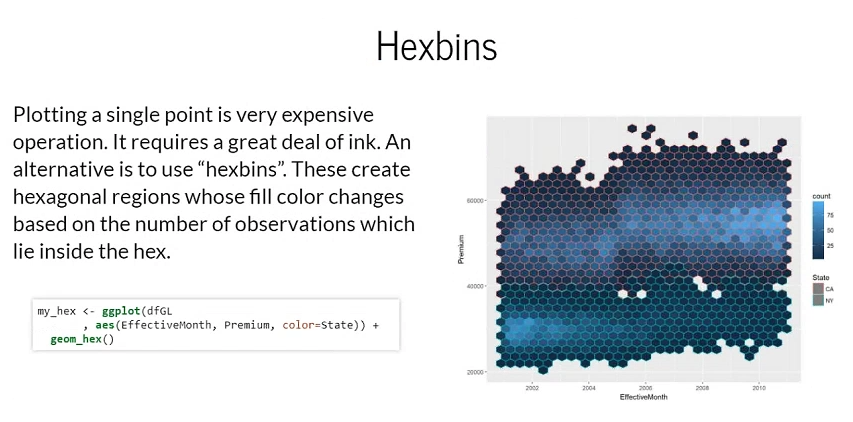 Hexbins
Plotting a single point is very expensive
operation. It requires a great deal of ink. An
alternative is to use “hexbins”. These create
hexagonal regions whose fill color changes
based on the number of observations which
lie inside the hex.
my_hex <- ggplot(dfGL
, aes(EffectiveMonth, Premium, color=State)) +
geom_hex()
Premium
60000
40000
20000
2002 2004 2006 2008 2010
EffectiveMonth
count
75
50
25
State
CA
NY